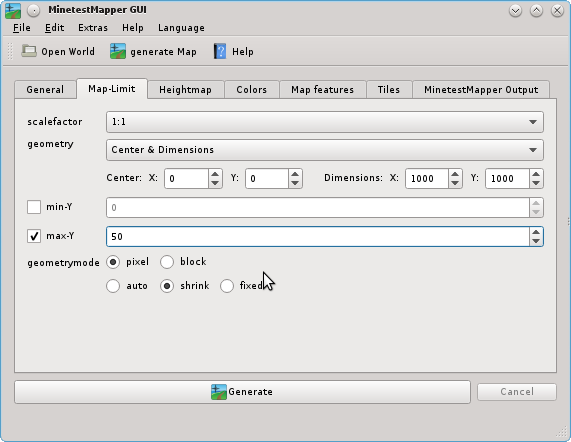 MinetestMapper GUI
File Edit Extras Help Language
Open World generate Map Help
General Map-Limit Heightmap Colors Map features Tiles MinetestMapper Output
scalefactor 1:1
geometry Center & Dimensions
Center: X: 0 Y: 0 Dimensions: X: 1000 Y: 1000
min-Y 0
max-Y 50
geometrymode pixel block
auto shrink fixed
Generate Cancel